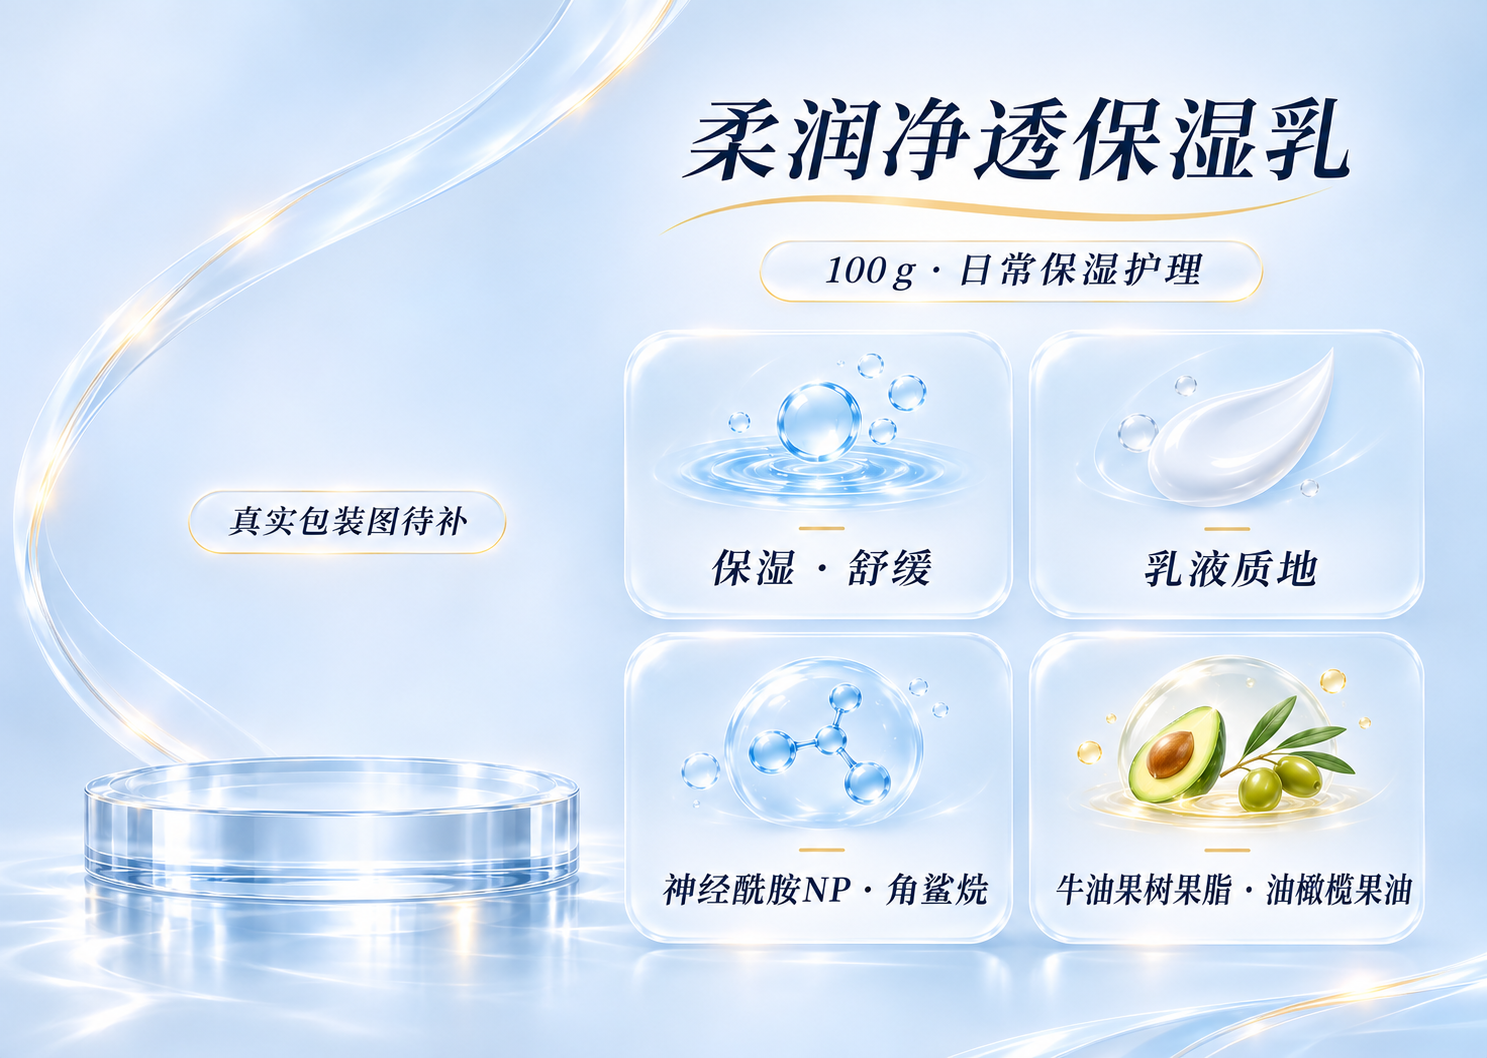 柔润净透保湿乳
100 g · 日常保湿护理
真实包装图待补
保湿 · 舒缓
乳液质地
神经酰胺NP · 角鲨烷
牛油果树果脂 · 油橄榄果油